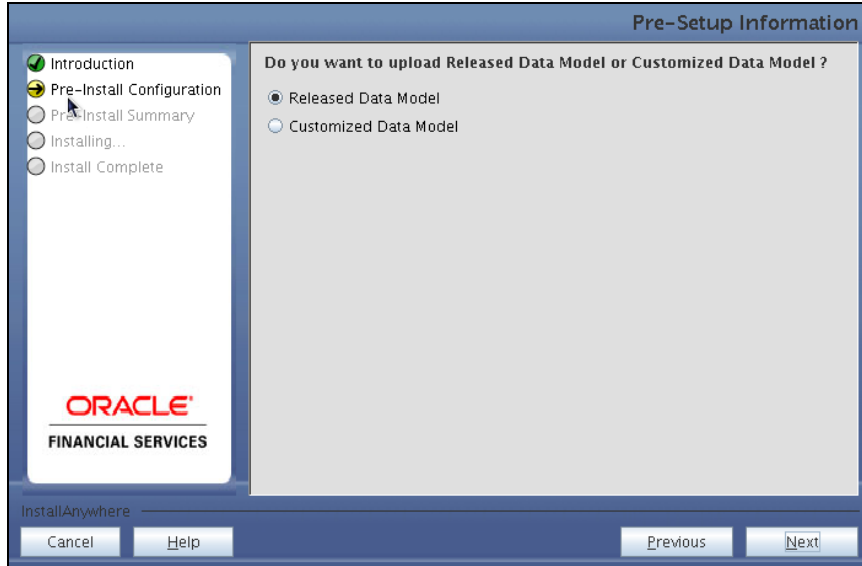 Pre-Setup Information
Introduction
Pre-Install Configuration
Pre-Install Summary
Installing...
Install Complete
ORACLE
FINANCIAL SERVICES
Do you want to upload Released Data Model or Customized Data Model ?
Released Data Model
Customized Data Model
InstallAnywhere
Cancel
Help
Previous
Next